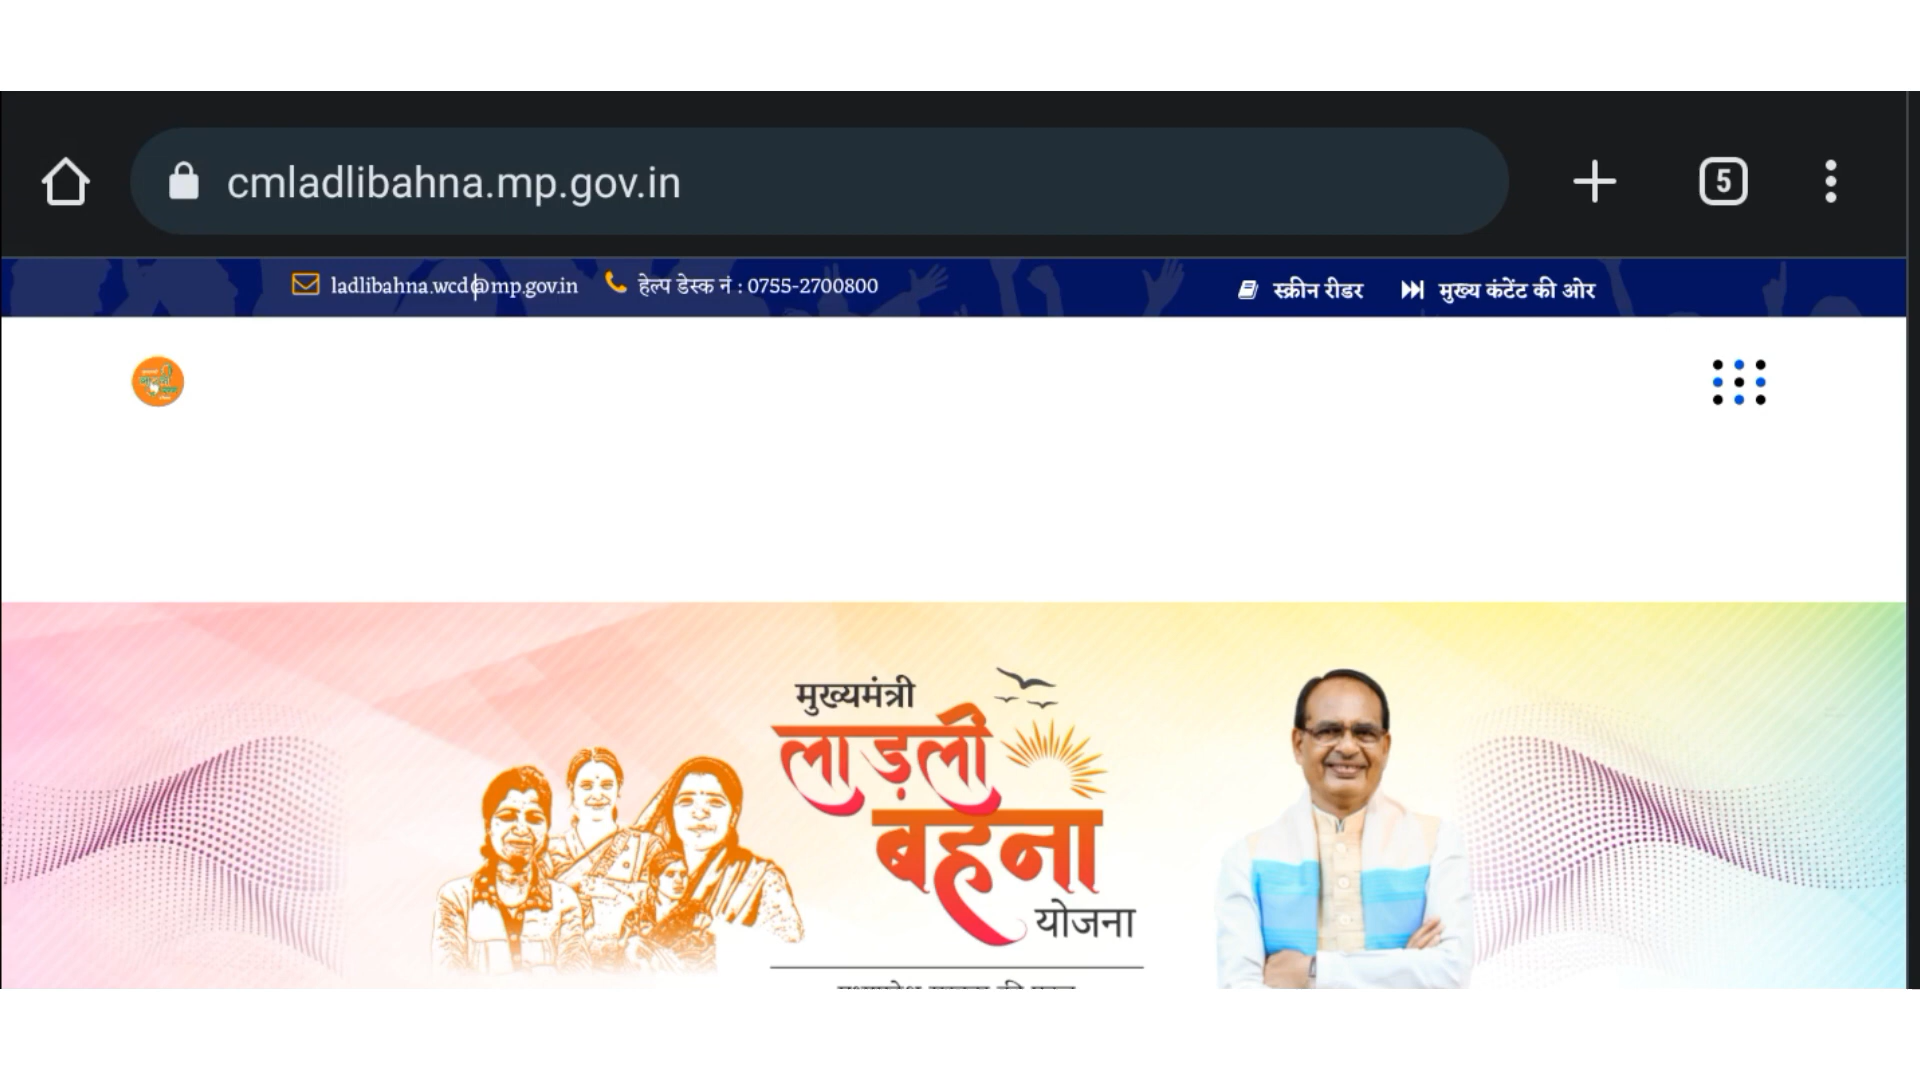 cmladlibahna.mp.gov.in
5
ladlibahna.wcd@mp.gov.in हेल्प डेस्क नं : 0755-2700800 स्क्रीन रीडर मुख्य कंटेंट की ओर
मुख्यमंत्री
लाड़ली
बहना
योजना